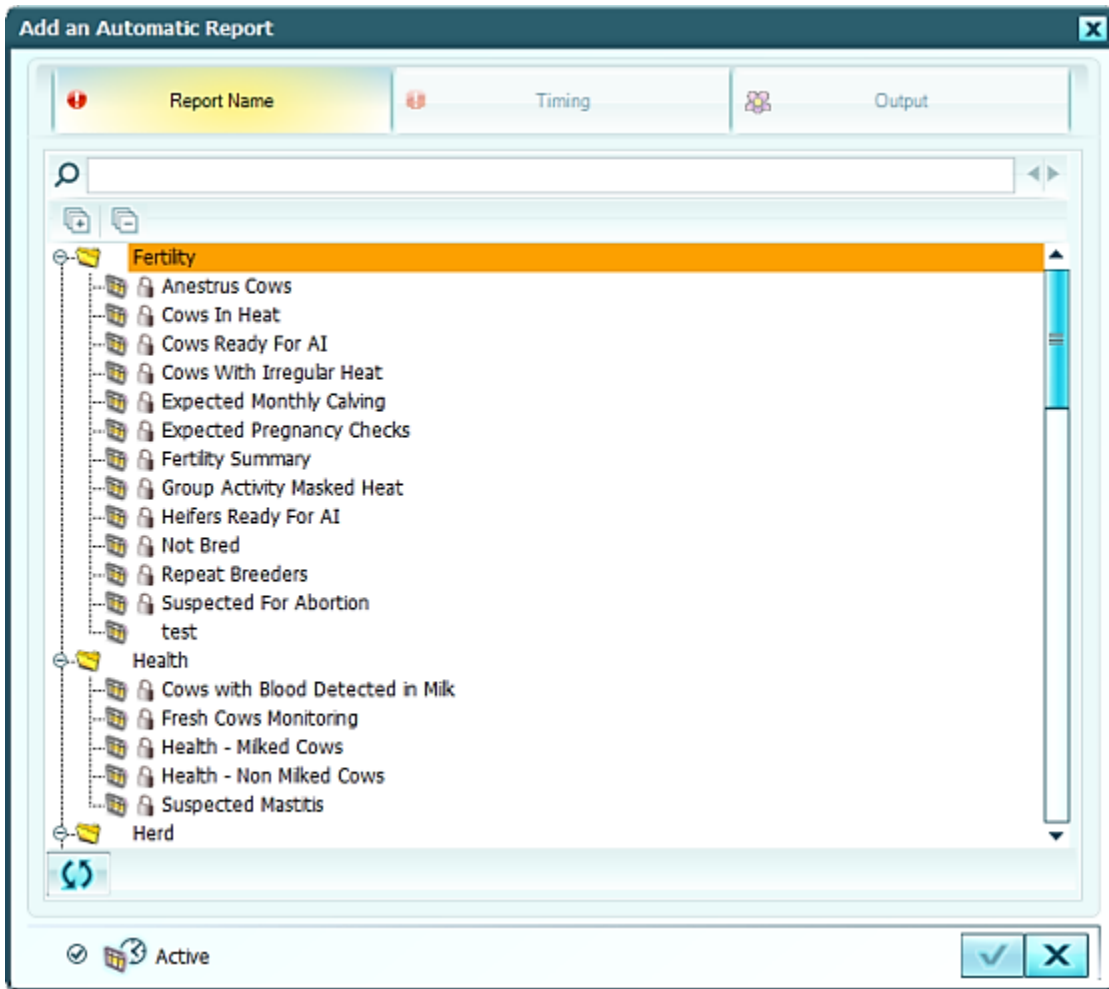 Add an Automatic Report
Report Name
Timing
Output
Fertility
Anestrus Cows
Cows In Heat
Cows Ready For AI
Cows With Irregular Heat
Expected Monthly Calving
Expected Pregnancy Checks
Fertility Summary
Group Activity Masked Heat
Heifers Ready For AI
Not Bred
Repeat Breeders
Suspected For Abortion
test
Health
Cows with Blood Detected in Milk
Fresh Cows Monitoring
Health - Milked Cows
Health - Non Milked Cows
Suspected Mastitis
Herd
Active